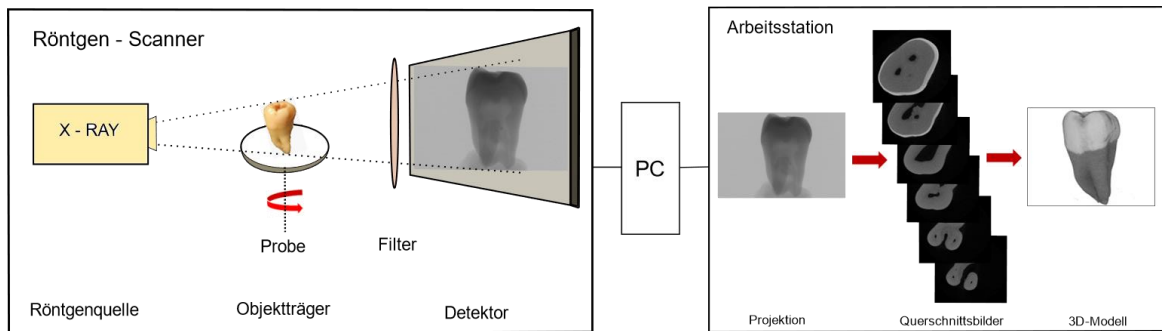 Röntgen - Scanner
X - RAY
Probe
Filter
Röntgenquelle
Objektträger
Detektor
PC
Arbeitsstation
Projektion
Querschnittsbilder
3D-Modell